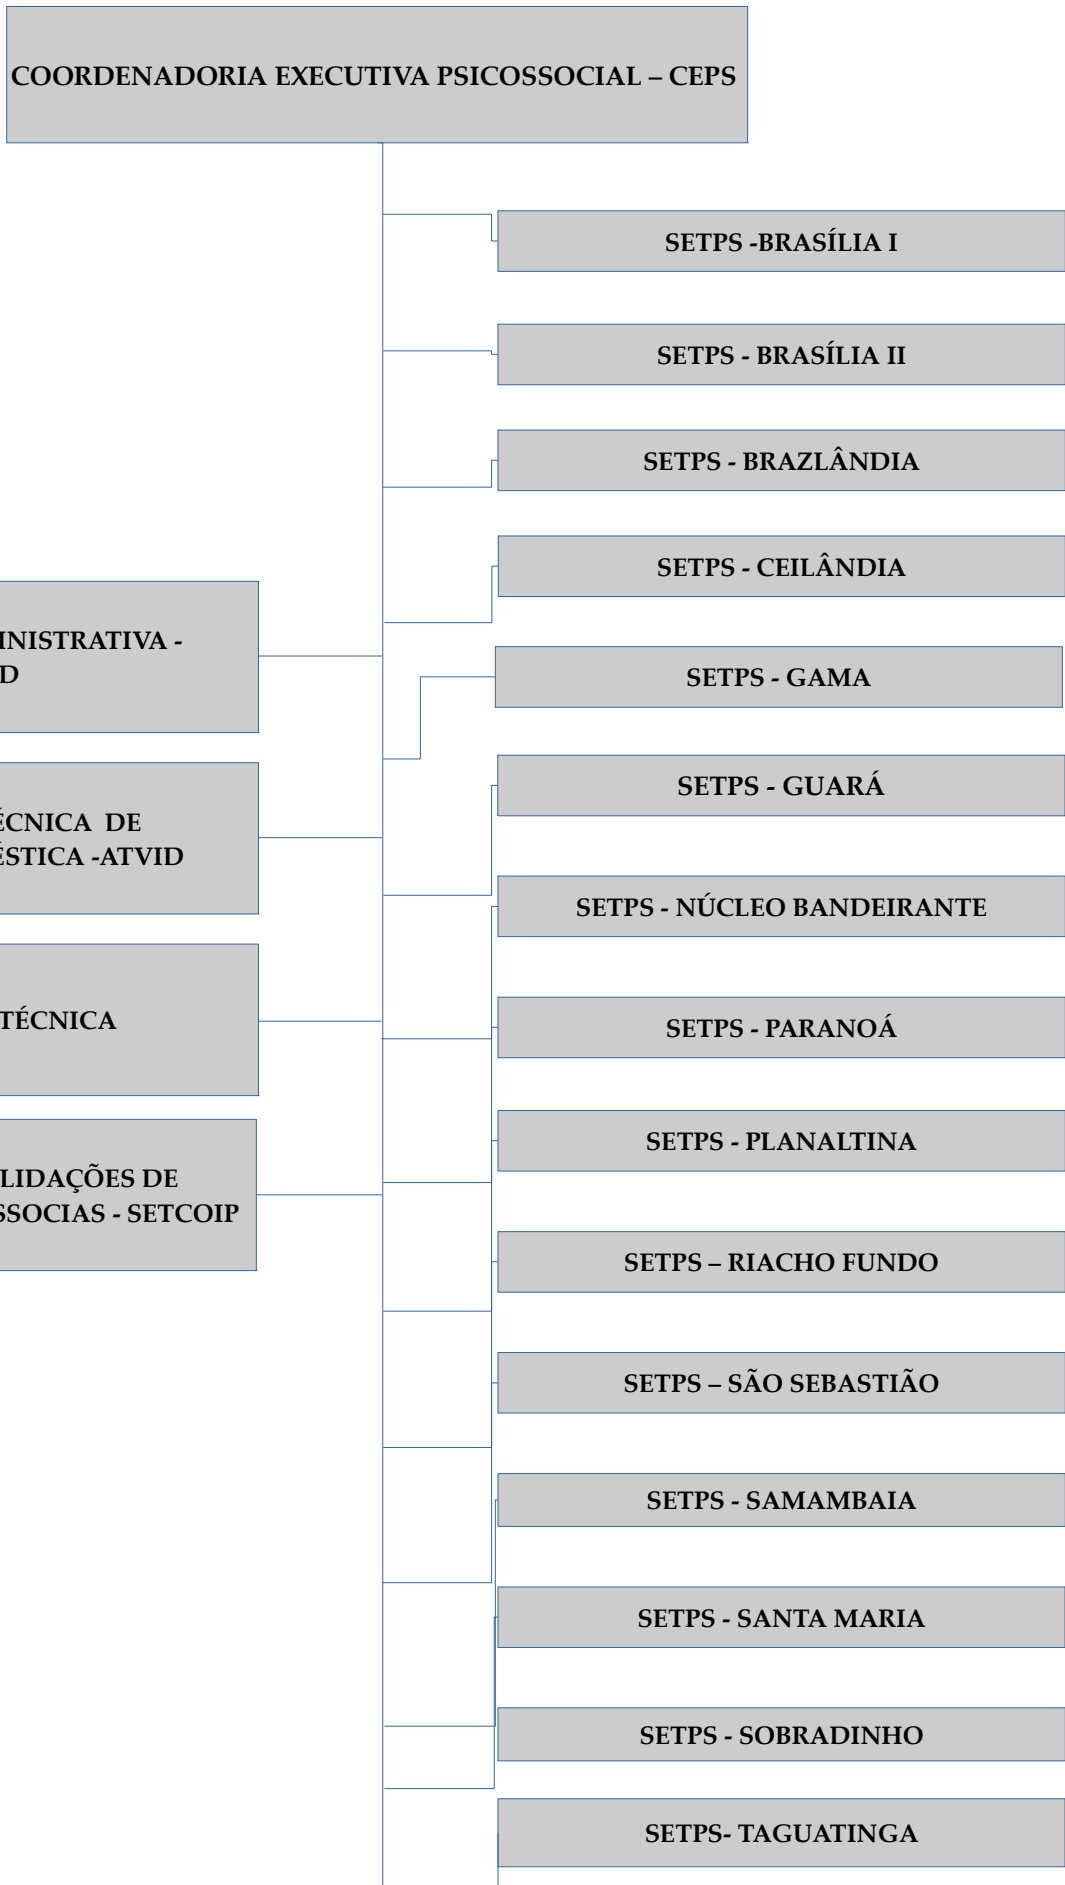 COORDENADORIA EXECUTIVA PSICOSSOCIAL – CEPS
SETPS -BRASÍLIA I
SETPS - BRASÍLIA II
SETPS - BRAZLÂNDIA
SETPS - CEILÂNDIA
SETPS - GAMA
SETPS - GUARÁ
SETPS - NÚCLEO BANDEIRANTE
SETPS - PARANOÁ
SETPS - PLANALTINA
SETPS – RIACHO FUNDO
SETPS – SÃO SEBASTIÃO
SETPS - SAMAMBAIA
SETPS - SANTA MARIA
SETPS - SOBRADINHO
SETPS- TAGUATINGA
INISTRATIVA -
D
ÉCNICA DE
ÉSTICA -ATVID
TÉCNICA
LIDAÇÕES DE
SSOCIAS - SETCOIP